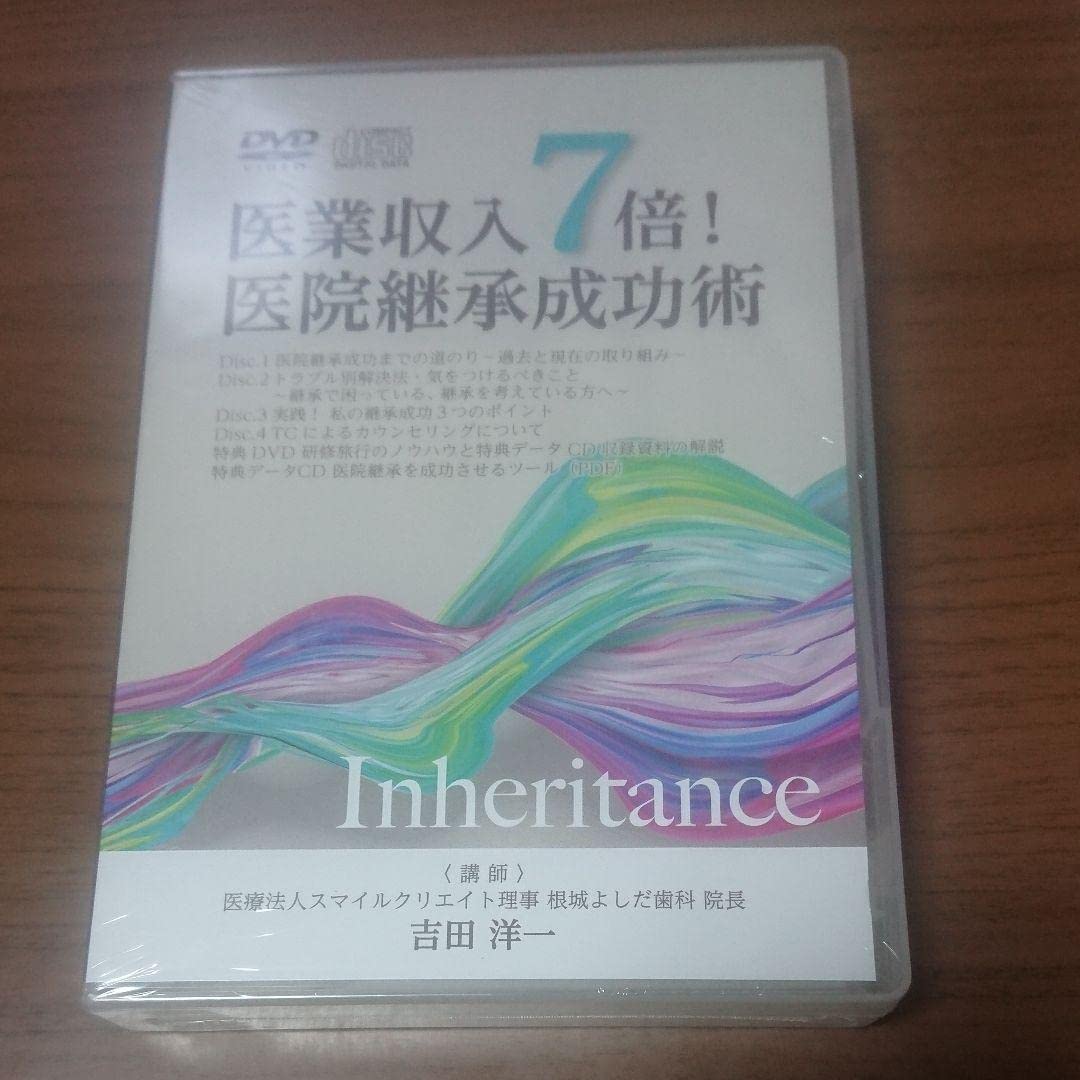 DVD
VIDEO
COMPACT
disc
DIGITAL DATA
医業収入7倍！
医院継承成功術
Disc.1 医院継承成功までの道のり～過去と現在の取り組み～
Disc.2 トラブル別解決法・気をつけるべきこと
～継承で困っている、継承を考えている方へ～
Disc.3 実践！ 私の継承成功3つのポイント
Disc.4 TCによるカウンセリングについて
特典 DVD 研修旅行のノウハウと特典データ CD 収録資料の解説
特典データCD 医院継承を成功させるツール（PDF）
Inheritance
〈講師〉
医療法人スマイルクリエイト理事 根城よしだ歯科 院長
吉田 洋一